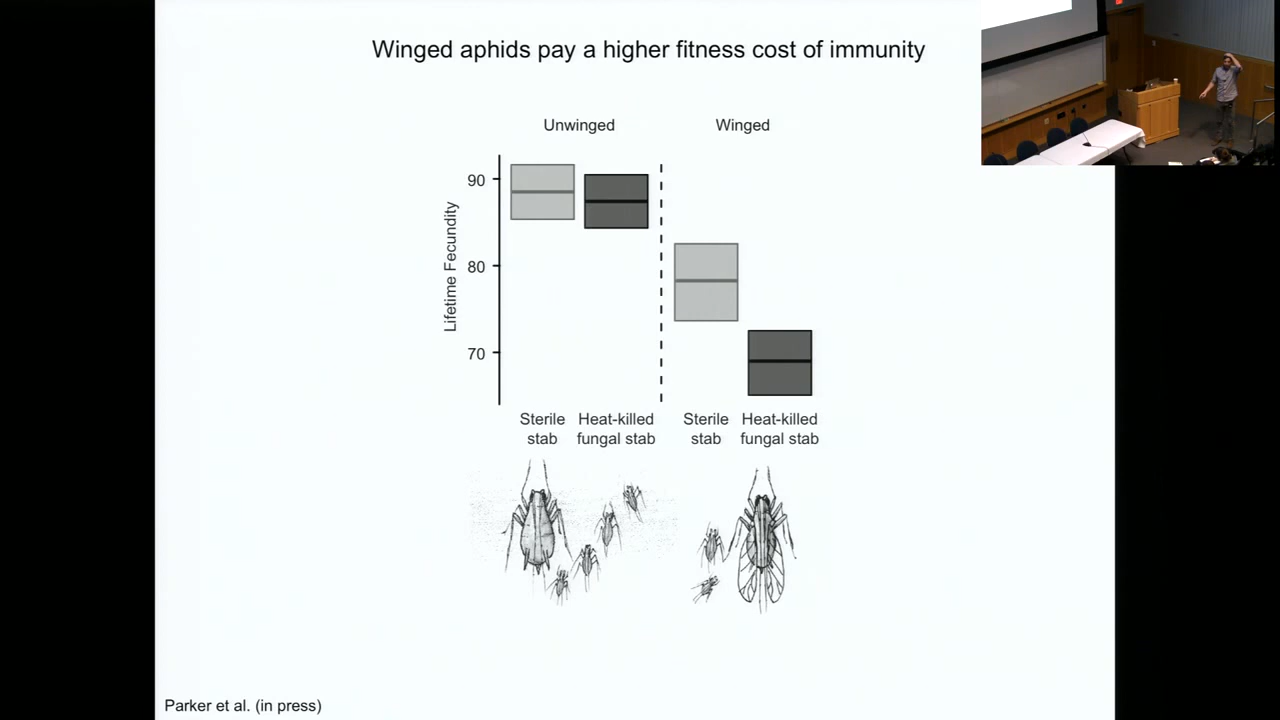 Winged aphids pay a higher fitness cost of immunity
Unwinged
Winged
90
80
70
Lifetime Fecundity
Sterile
stab
Heat-killed
fungal stab
Sterile
stab
Heat-killed
fungal stab
Parker et al. (in press)